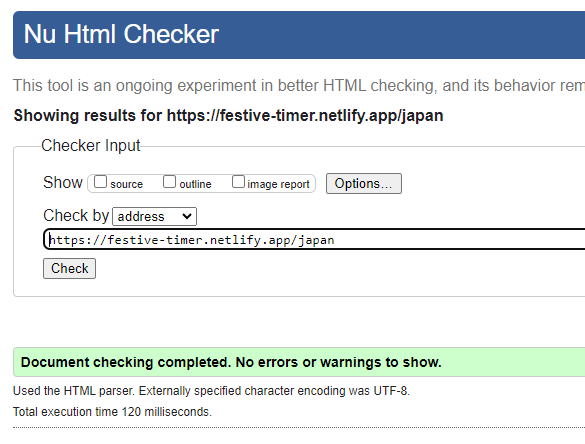 Nu Html Checker
This tool is an ongoing experiment in better HTML checking, and its behavior rem
Showing results for https://festive-timer.netlify.app/japan
Checker Input
Show source outline image report Options...
Check by address
https://festive-timer.netlify.app/japan
Check
Document checking completed. No errors or warnings to show.
Used the HTML parser. Externally specified character encoding was UTF-8.
Total execution time 120 milliseconds.